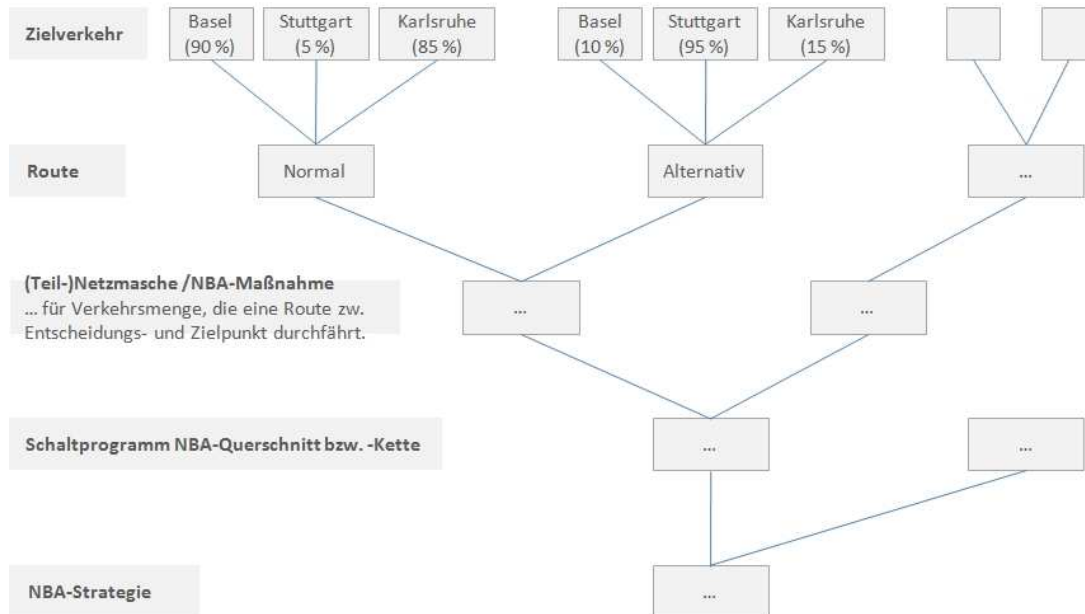 Zielverkehr
Basel
(90 %)
Stuttgart
(5 %)
Karlsruhe
(85 %)
Basel
(10 %)
Stuttgart
(95 %)
Karlsruhe
(15 %)
Route
Normal
Alternativ
...
(Teil-)Netzmasche /NBA-Maßnahme
... für Verkehrsmenge, die eine Route zw.
Entscheidungs- und Zielpunkt durchfährt.
...
...
Schaltprogramm NBA-Querschnitt bzw. -Kette
...
...
NBA-Strategie
...